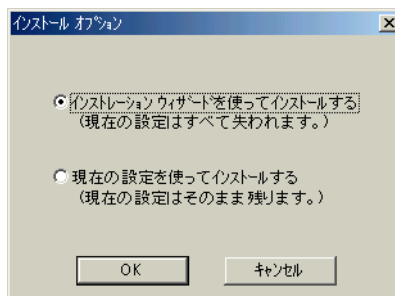 インストール オプション
インストレーション ウィザードを使ってインストールする
(現在の設定はすべて失われます。)
現在の設定を使ってインストールする
(現在の設定はそのまま残ります。)
OK
キャンセル